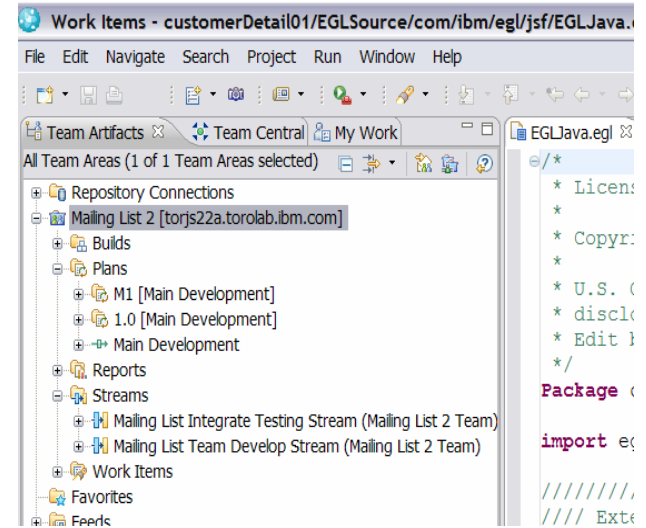 Work Items - customerDetail01/EGLSource/com/ibm/egl/jsf/EGLJava.
File Edit Navigate Search Project Run Window Help
Team Artifacts Team Central My Work
All Team Areas (1 of 1 Team Areas selected)
Repository Connections
Mailing List 2 [torjs22a.torolab.ibm.com]
Builds
Plans
M1 [Main Development]
1.0 [Main Development]
Main Development
Reports
Streams
Mailing List Integrate Testing Stream (Mailing List 2 Team)
Mailing List Team Develop Stream (Mailing List 2 Team)
Work Items
Favorites
Feeds
EGLJava.egl
/*
* Licens
*
* Copyr
*
* U.S.
* discl
* Edit
*/
Package
import eg
////////
//// Exte